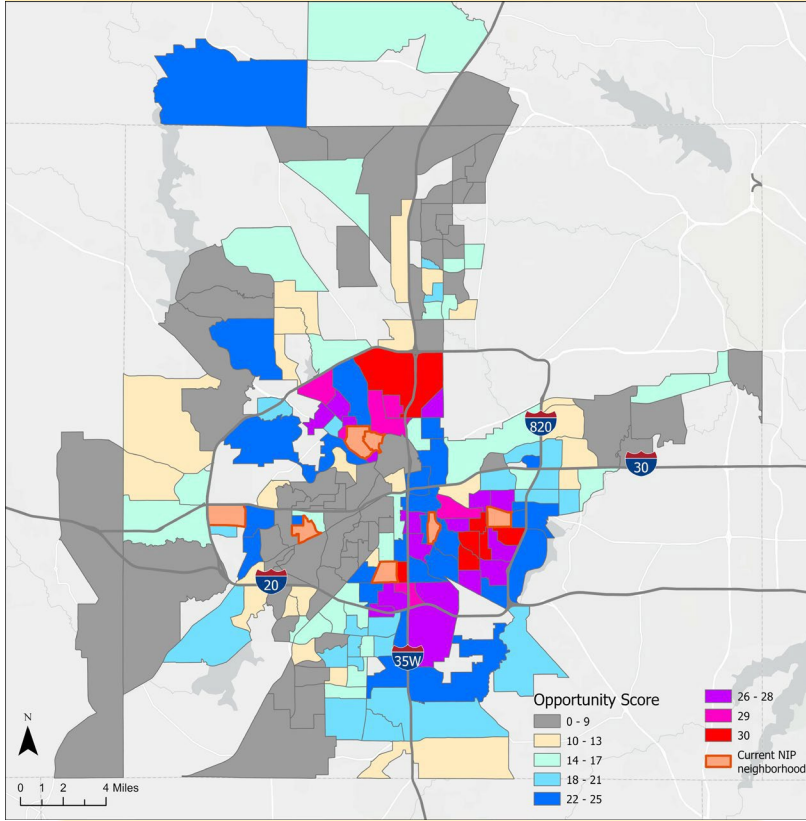 820
30
20
35W
N
0 1 2 4 Miles
Opportunity Score
0 - 9
10 - 13
14 - 17
18 - 21
22 - 25
26 - 28
29
30
Current NIP
neighborhood